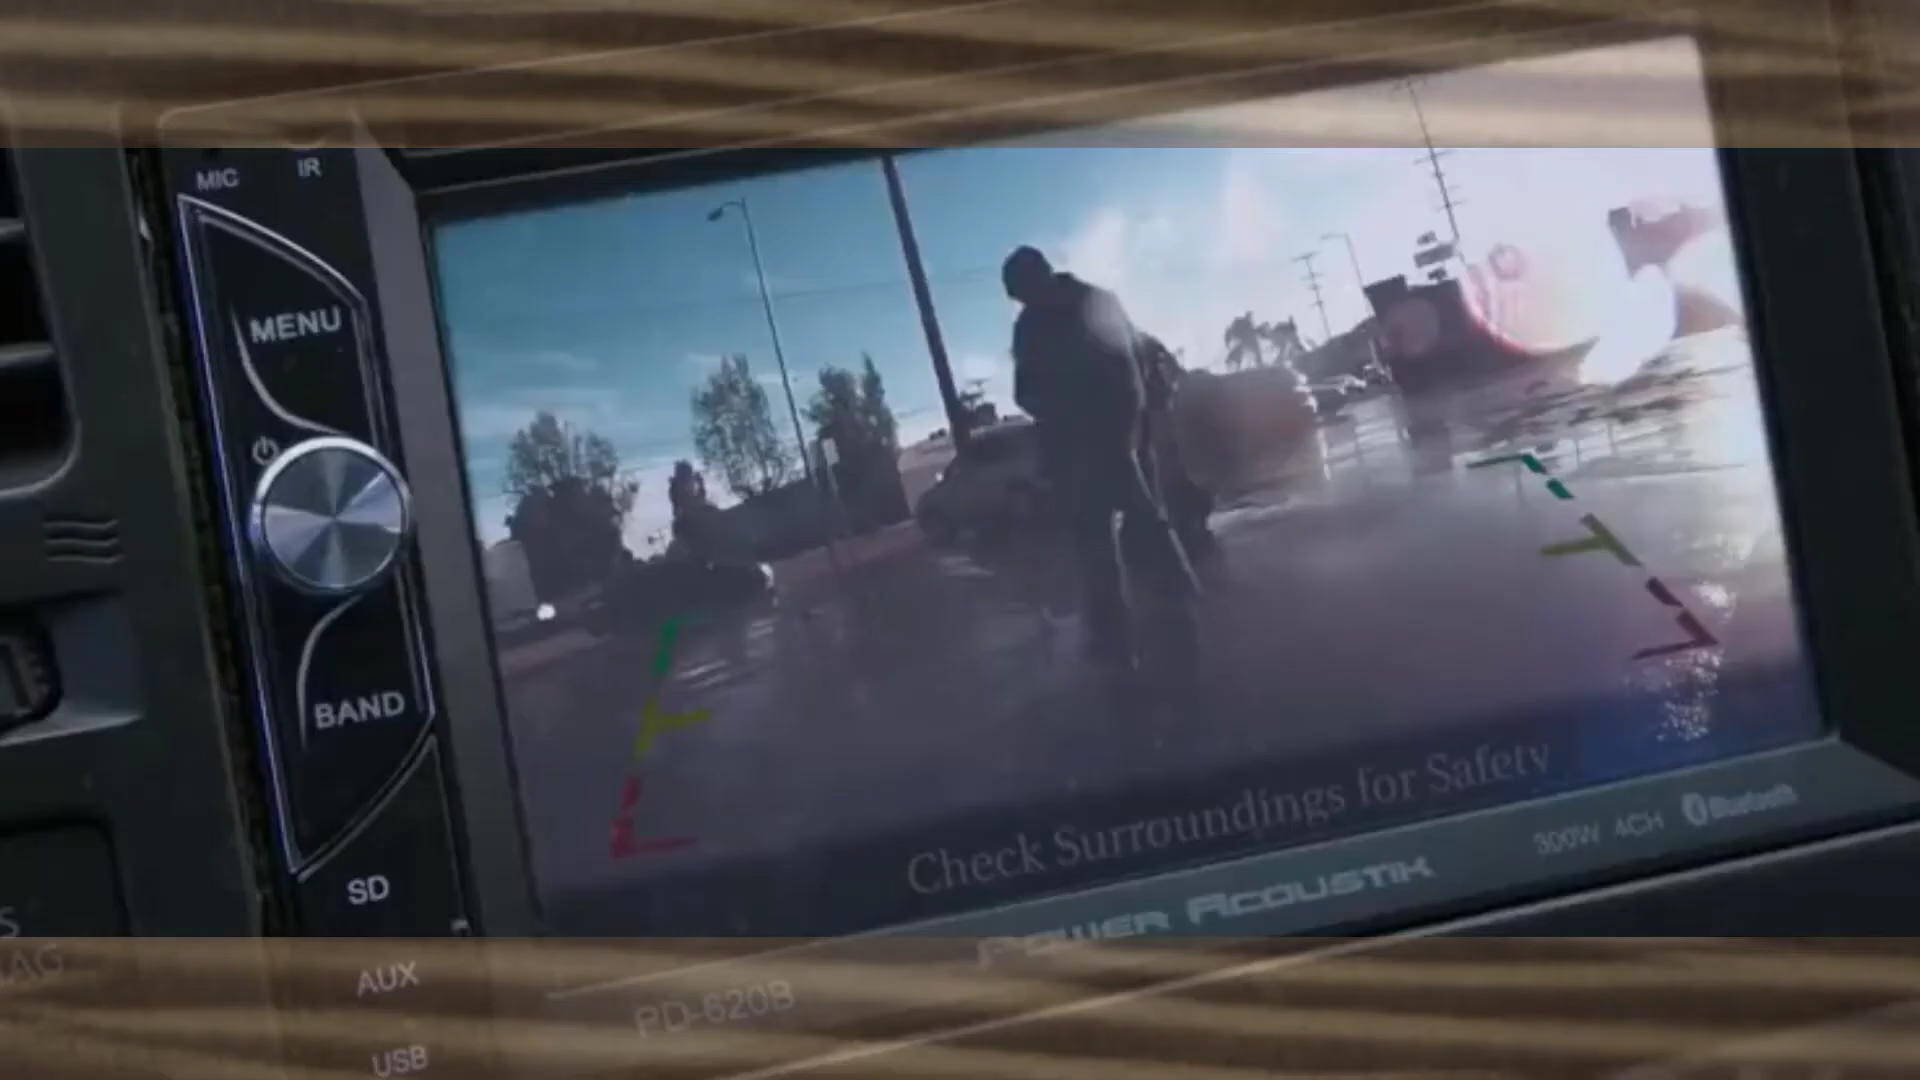 MIC
IR
MENU
BAND
SD
AUX
USB
Check Surroundings for Safety
300W 4CH Bluetooth
POWER ACOUSTIK
PD-620B